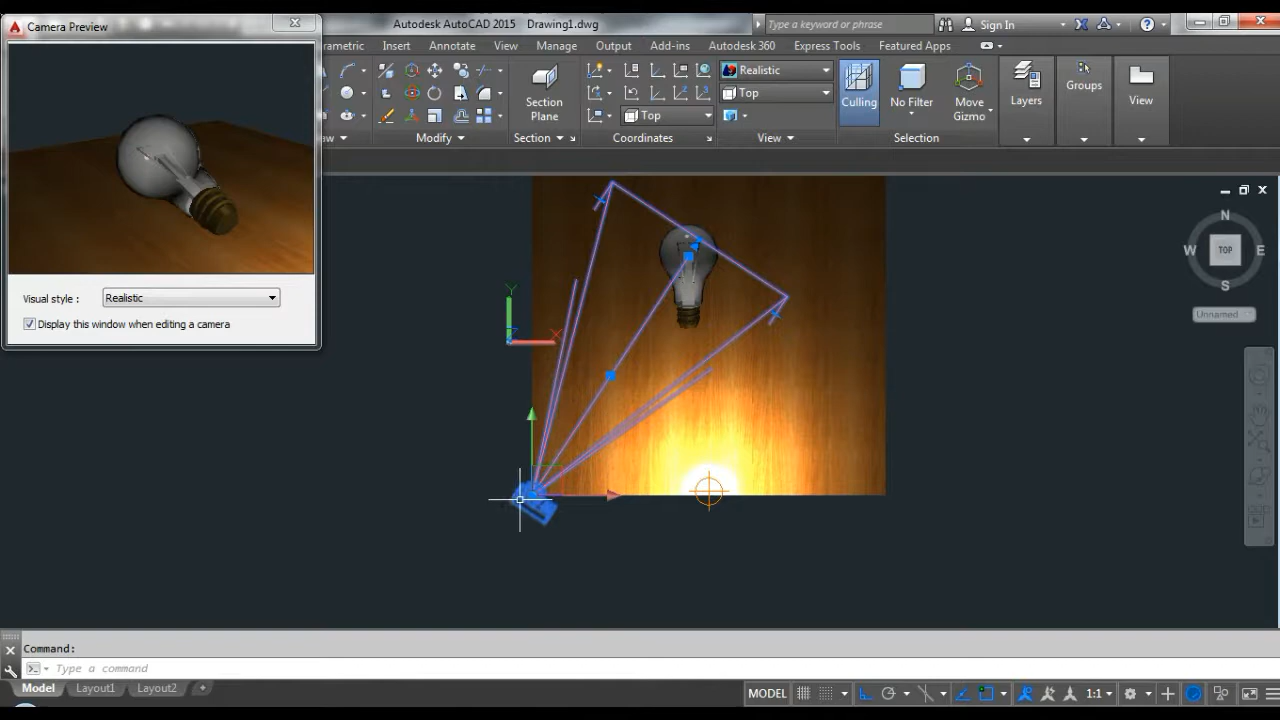 Camera Preview
Autodesk AutoCAD 2015 Drawing1.dwg
Type a keyword or phrase
Sign In
Insert
Annotate
View
Manage
Output
Add-ins
Autodesk 360
Express Tools
Featured Apps
Realistic
Top
Top
Section
Plane
Culling
No Filter
Move
Gizmo
Layers
Groups
View
Modify
Section
Coordinates
View
Selection
Visual style :
Realistic
Display this window when editing a camera
Y
X
N
W
TOP
E
S
Unnamed
Command:
Type a command
Model
Layout1
Layout2
MODEL
1:1